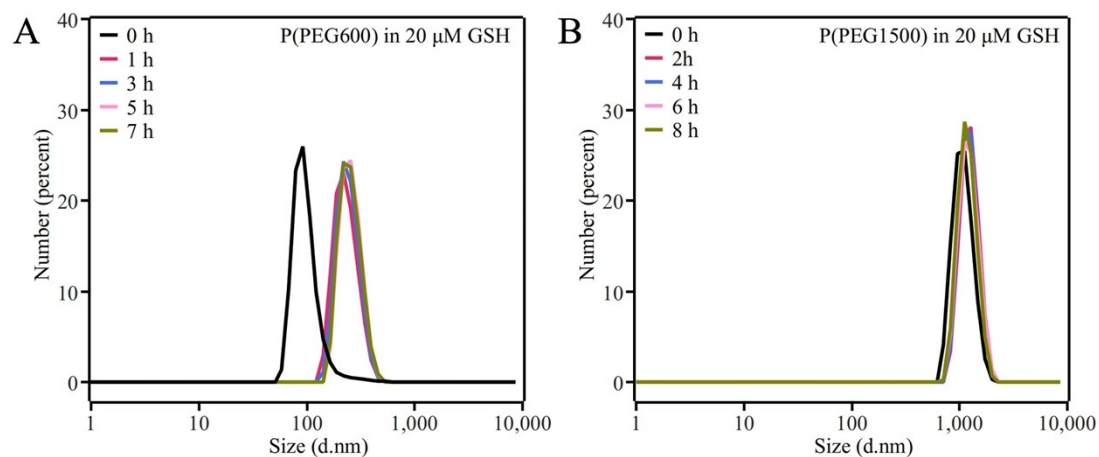 A
P(PEG600) in 20 μM GSH
0 h
1 h
3 h
5 h
7 h
Number (percent)
40
30
20
10
0
1 10 100 1,000 10,000
Size (d.nm)
B
P(PEG1500) in 20 μM GSH
0 h
2h
4 h
6 h
8 h
Number (percent)
40
30
20
10
0
1 10 100 1,000 10,000
Size (d.nm)